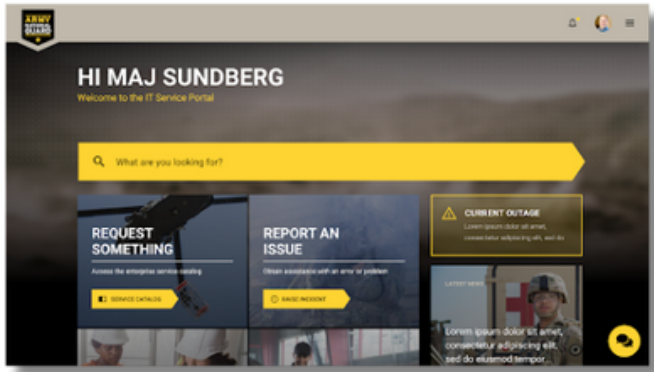 ARMY
NATIONAL
GUARD
HI MAJ SUNDBERG
Welcome to the IT Service Portal
What are you looking for?
REQUEST
SOMETHING
Access the enterprise service catalog
SERVICE CATALOG
REPORT AN
ISSUE
Obtain assistance with an error or problem
RAISE INCIDENT
CURRENT OUTAGE
Lorem ipsum dolor sit amet,
consectetur adipiscing elit, sed do
LATEST NEWS
Lorem ipsum dolor sit amet,
consectetur adipiscing elit,
sed do eiusmod tempor